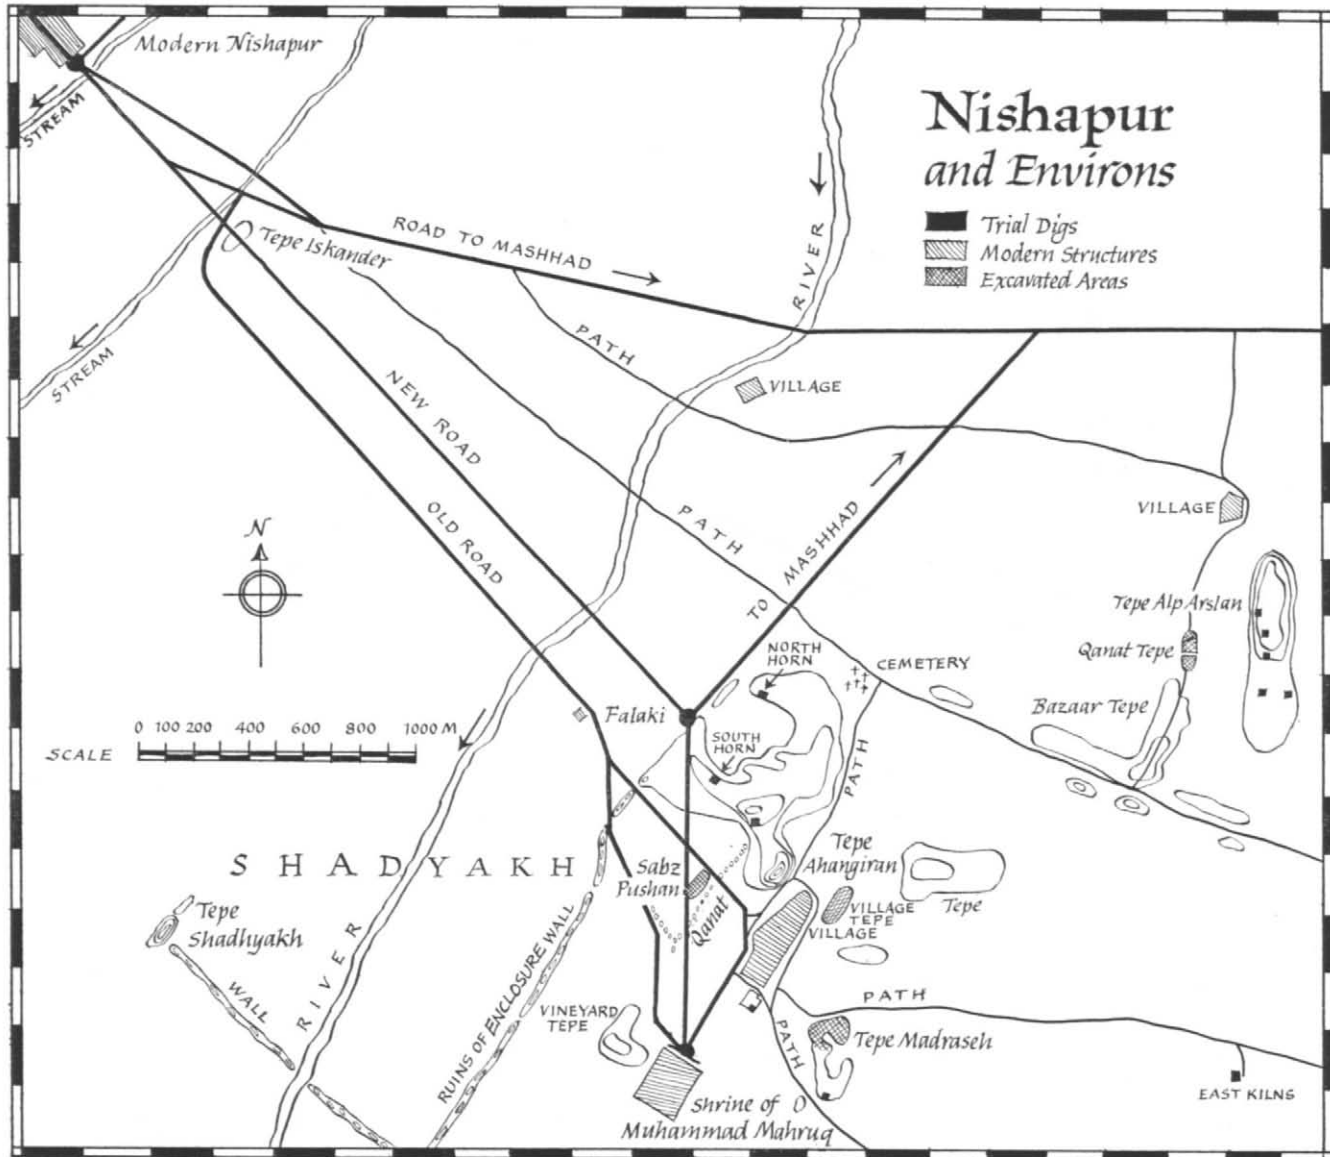 Modern Nishapur
STREAM
Nishapur
and Environs
Trial Digs
Modern Structures
Excavated Areas
Tepe Iskander
ROAD TO MASHHAD
RIVER
STREAM
PATH
NEW ROAD
VILLAGE
OLD ROAD
PATH
TO MASHHAD
VILLAGE
N
Tepe Alp Arslan
NORTH
HORN
CEMETERY
Qanat Tepe
Bazaar Tepe
Falaki
SOUTH
HORN
0 100 200 400 600 800 1000 M
SCALE
PATH
SHADYAKH
Sabz
Pushan
Tepe
Ahangiran
Qanat
VILLAGE
TEPE
VILLAGE
Tepe
Tepe
Shadhyakh
WALL
RIVER
RUINS OF ENCLOSURE WALL
VINEYARD
TEPE
PATH
PATH
Tepe Madraseh
EAST KILNS
Shrine of
Muhammad Mahruq